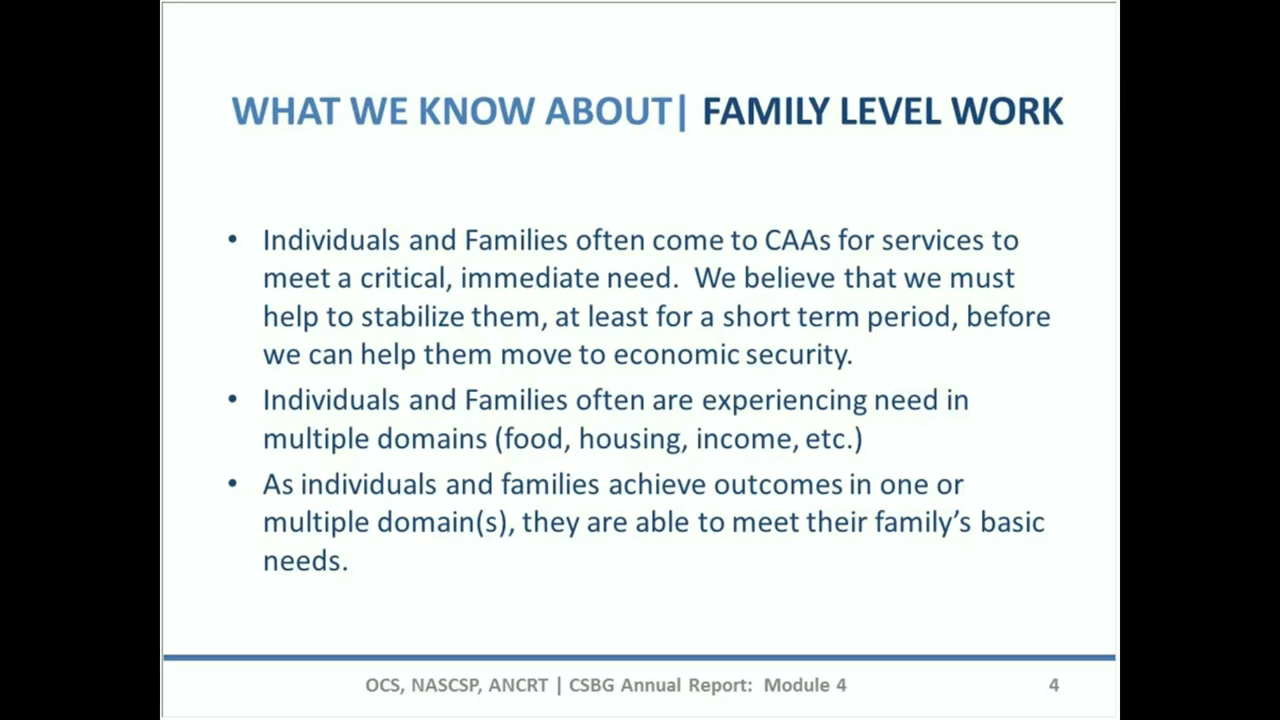 WHAT WE KNOW ABOUT| FAMILY LEVEL WORK
• Individuals and Families often come to CAAs for services to
meet a critical, immediate need.  We believe that we must
help to stabilize them, at least for a short term period, before
we can help them move to economic security.
• Individuals and Families often are experiencing need in
multiple domains (food, housing, income, etc.)
• As individuals and families achieve outcomes in one or
multiple domain(s), they are able to meet their family’s basic
needs.
OCS, NASCSP, ANCRT | CSBG Annual Report:  Module 4
4